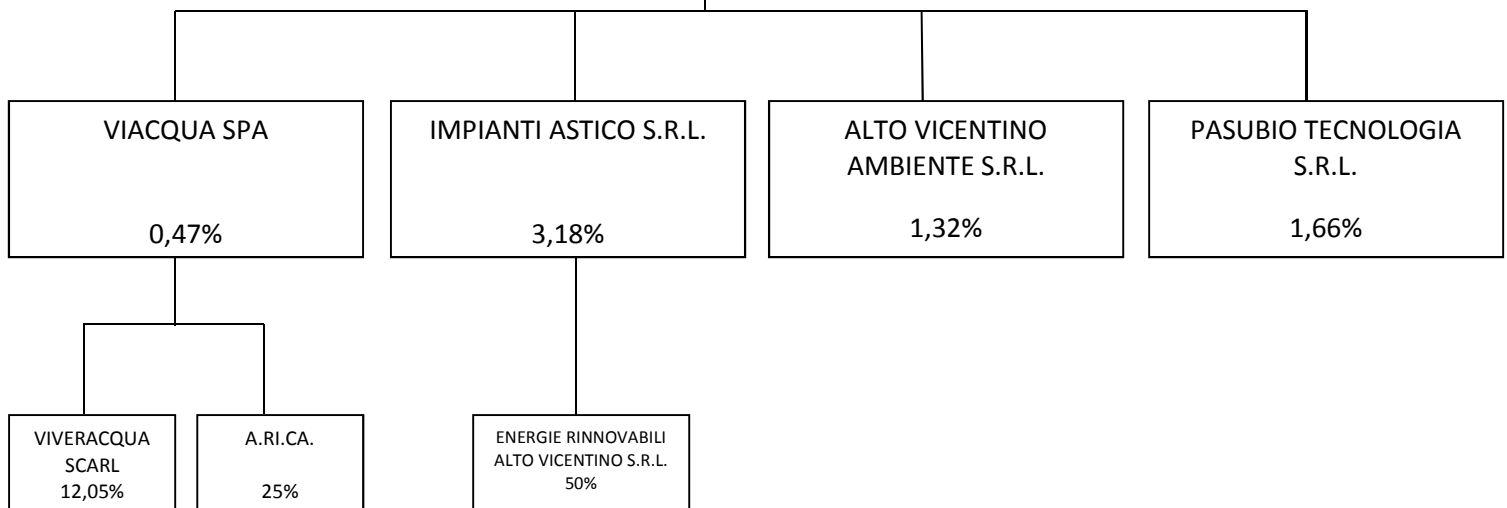 VIACQUA SPA
0,47%
IMPIANTI ASTICO S.R.L.
3,18%
ALTO VICENTINO
AMBIENTE S.R.L.
1,32%
PASUBIO TECNOLOGIA
S.R.L.
1,66%
VIVERACQUA
SCARL
12,05%
A.RI.CA.
25%
ENERGIE RINNOVABILI
ALTO VICENTINO S.R.L.
50%